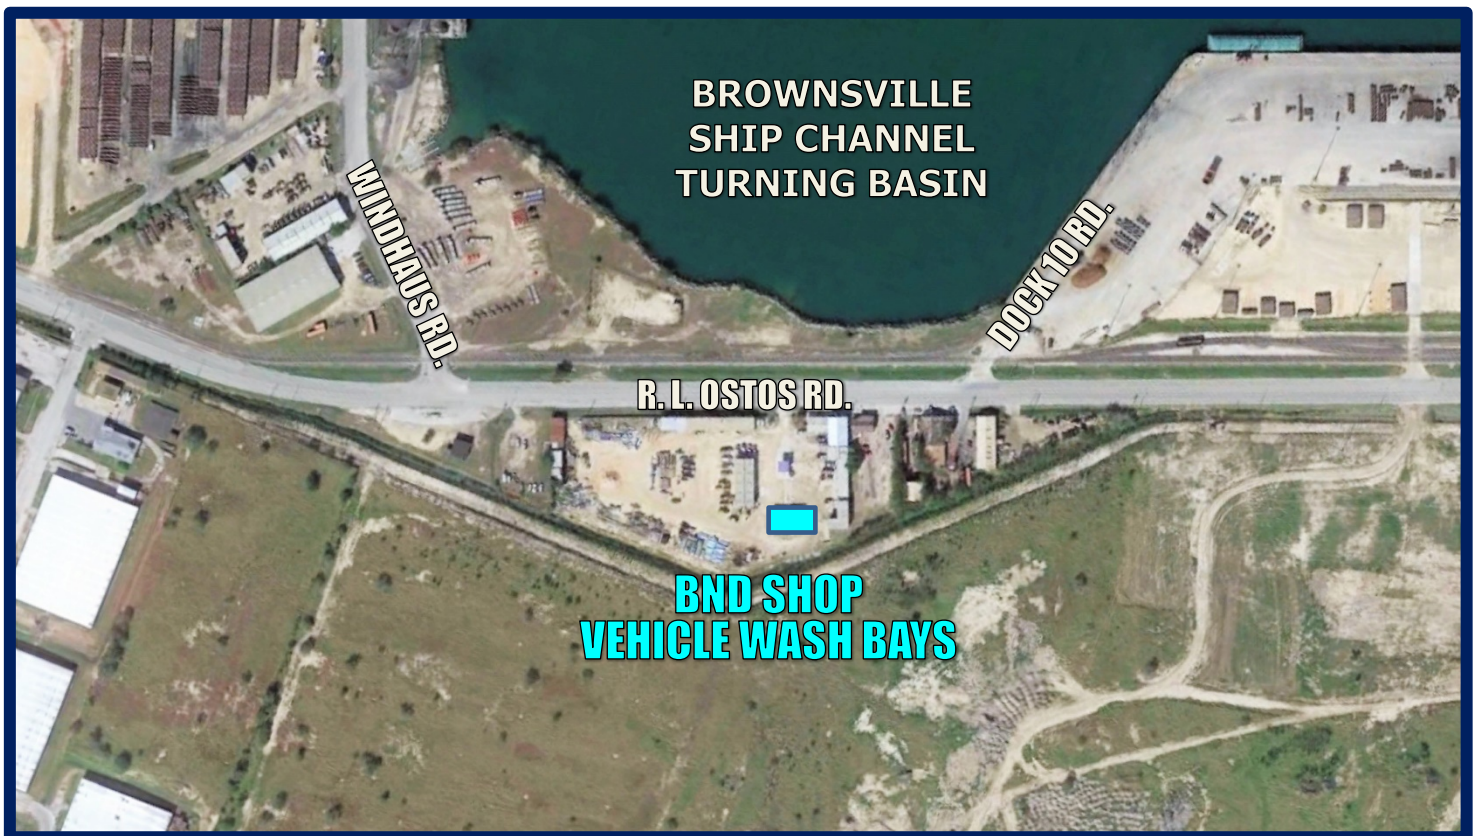 BROWNSVILLE
SHIP CHANNEL
TURNING BASIN
WINDHAUS RD.
DOCK 10 RD.
R. L. OSTOS RD.
BND SHOP
VEHICLE WASH BAYS